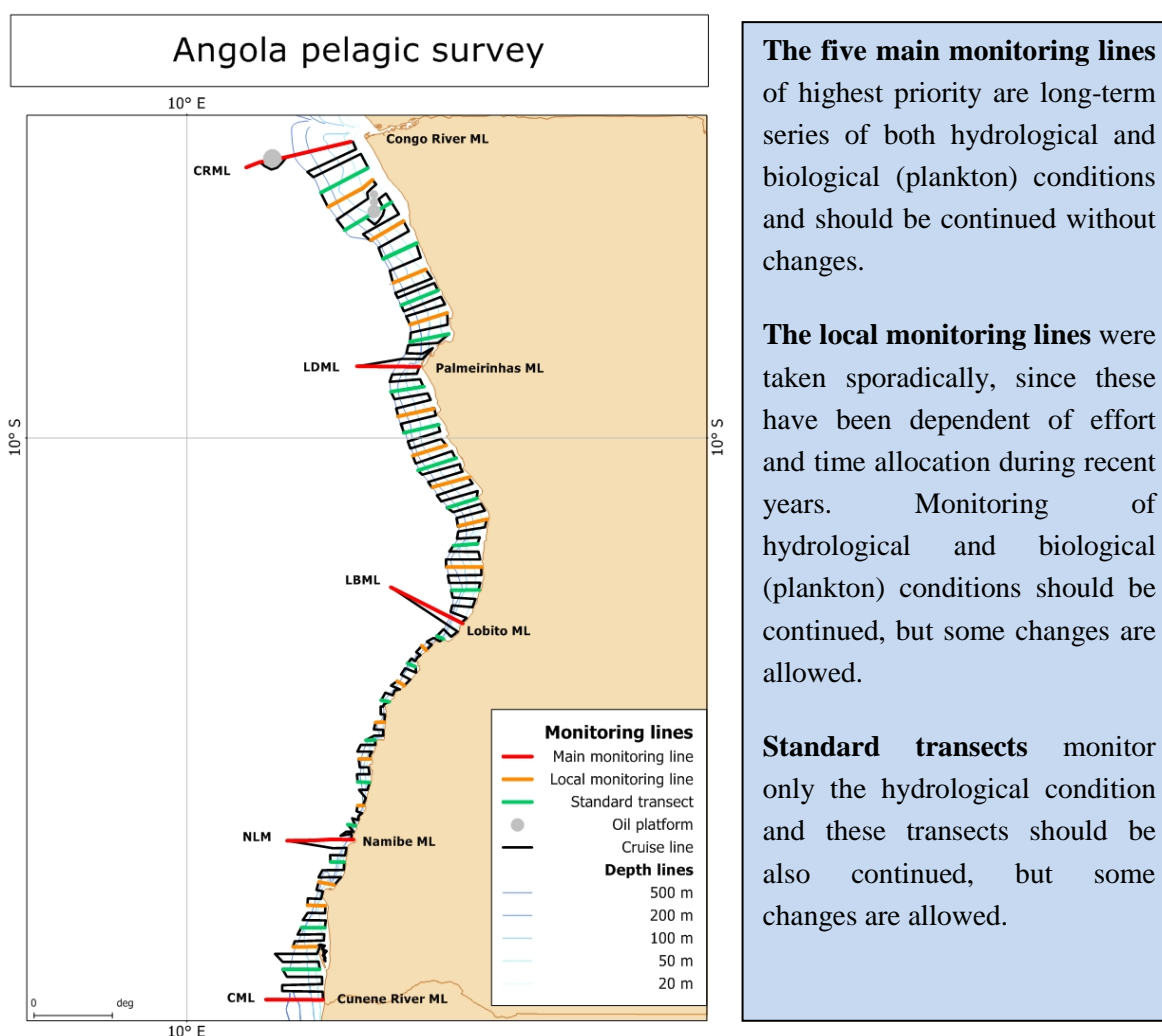 Angola pelagic survey
10° E
Congo River ML
CRML
LDML
Palmeirinhas ML
10° S
10° S
LBML
Lobito ML
Monitoring lines
Main monitoring line
Local monitoring line
Standard transect
Oil platform
Cruise line
Depth lines
500 m
200 m
100 m
50 m
20 m
NLM
Namibe ML
CML
Cunene River ML
0
deg
10° E
The five main monitoring lines
of highest priority are long-term
series of both hydrological and
biological (plankton) conditions
and should be continued without
changes.
The local monitoring lines were
taken sporadically, since these
have been dependent of effort
and time allocation during recent
years. Monitoring of
hydrological and biological
(plankton) conditions should be
continued, but some changes are
allowed.
Standard transects monitor
only the hydrological condition
and these transects should be
also continued, but some
changes are allowed.